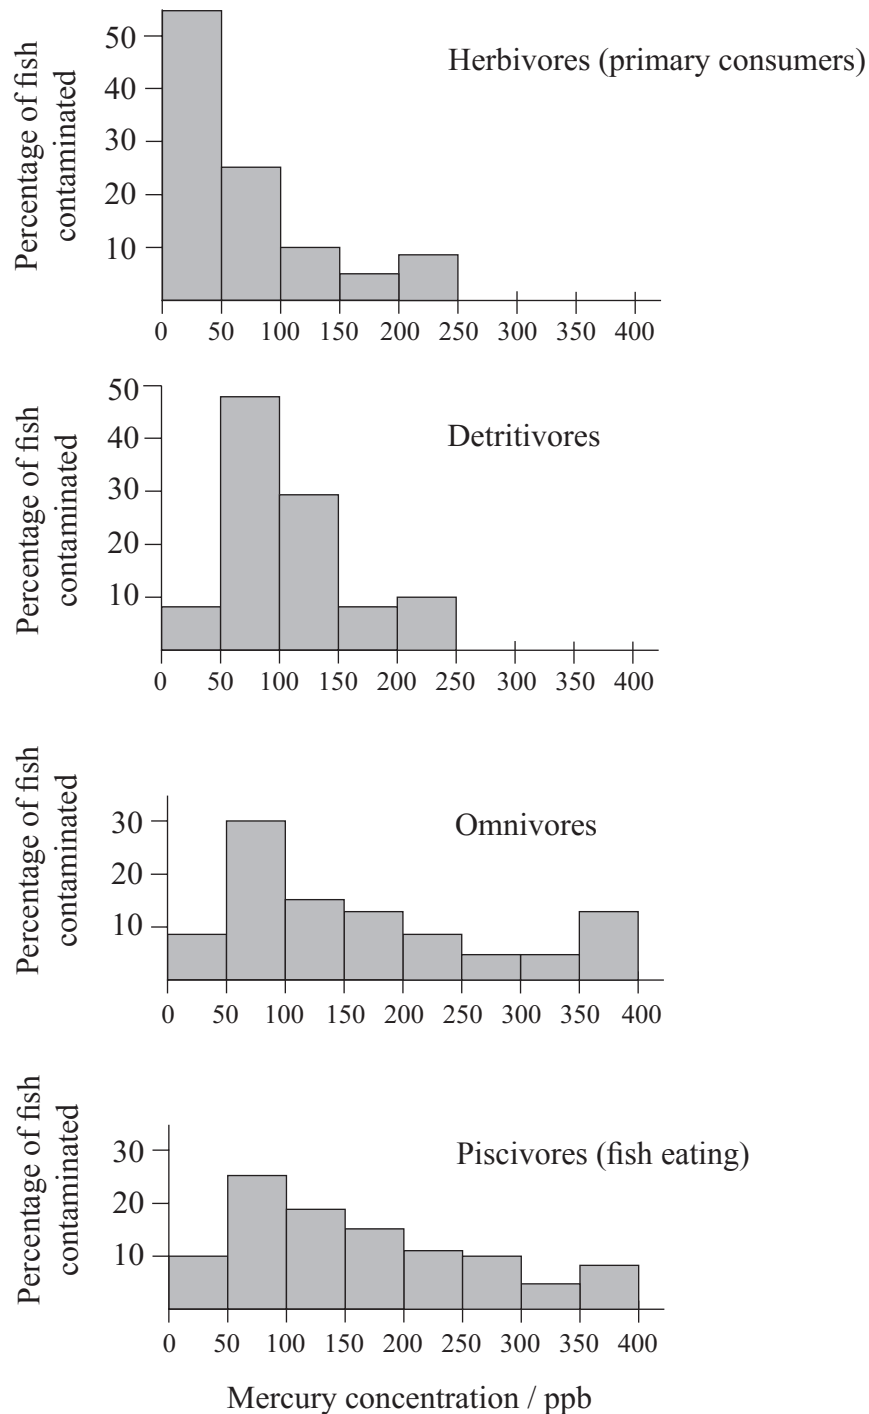 Percentage of fish
contaminated
50
40
30
20
10
Herbivores (primary consumers)
0 50 100 150 200 250 300 350 400
Percentage of fish
contaminated
50
40
30
20
10
Detritivores
0 50 100 150 200 250 300 350 400
Percentage of fish
contaminated
30
20
10
Omnivores
0 50 100 150 200 250 300 350 400
Percentage of fish
contaminated
30
20
10
Piscivores (fish eating)
0 50 100 150 200 250 300 350 400
Mercury concentration / ppb